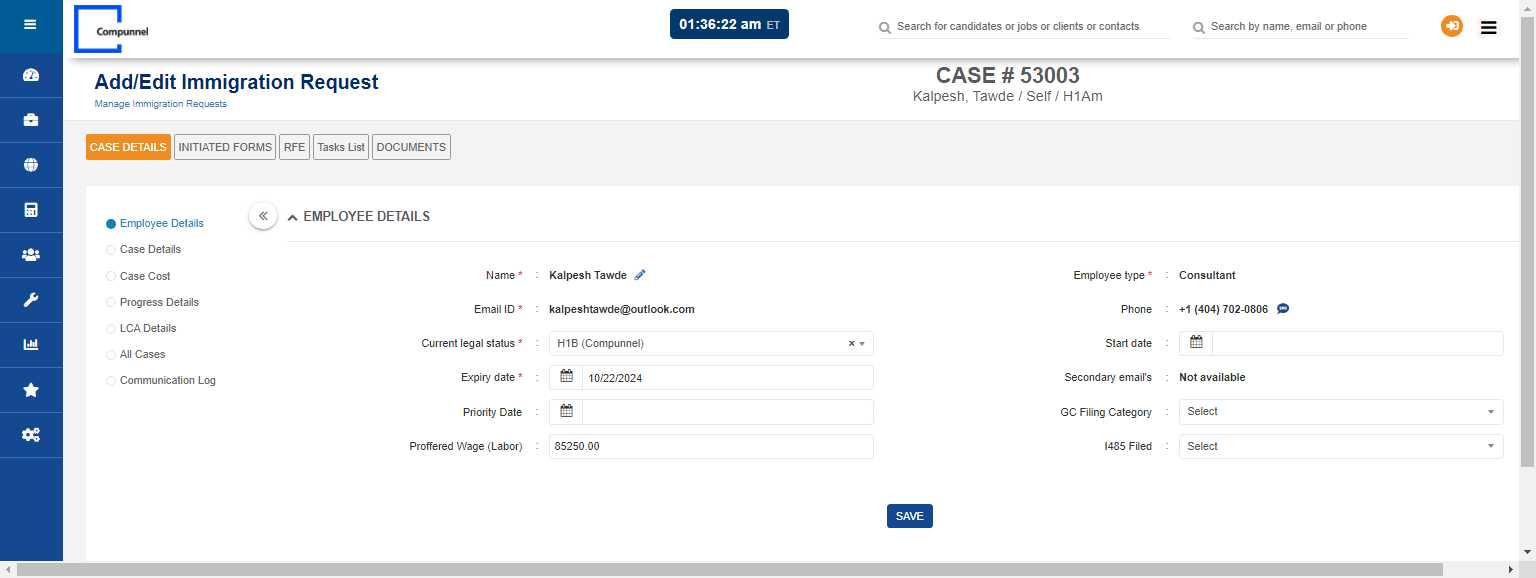 Compunnel
01:36:22 am ET
Search for candidates or jobs or clients or contacts
Search by name, email or phone
Add/Edit Immigration Request
Manage Immigration Requests
CASE # 53003
Kalpesh, Tawde / Self / H1Am
CASE DETAILS INITIATED FORMS RFE Tasks List DOCUMENTS
Employee Details
Case Details
Case Cost
Progress Details
LCA Details
All Cases
Communication Log
« EMPLOYEE DETAILS
Name * : Kalpesh Tawde
Employee type * : Consultant
Email ID * : kalpeshtawde@outlook.com
Phone : +1 (404) 702-0806
Current legal status * : H1B (Compunnel) ×
Start date :
Expiry date * : 10/22/2024
Secondary email's : Not available
Priority Date :
GC Filing Category : Select
Proffered Wage (Labor) : 85250.00
I485 Filed : Select
SAVE